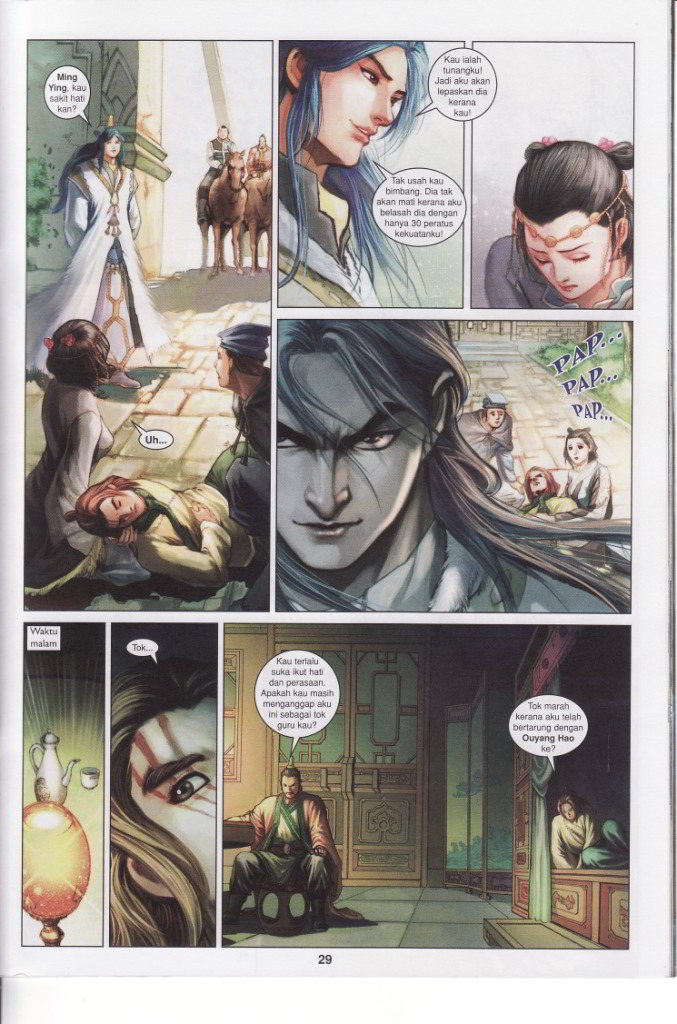 Ming
Ying, kau
sakit hati
kan?
Kau ialah
tunangku!
Jadi aku akan
lepaskan dia
kerana
kau!
Tak usah kau
bimbang. Dia tak
akan mati kerana aku
belasah dia dengan
hanya 30 peratus
kekuatanku!
Uh...
PAP...
PAP...
PAP...
Waktu
malam
Tok...
Kau terlalu
suka ikut hati
dan perasaan.
Apakah kau masih
menganggap aku
ini sebagai tok
guru kau?
Tok marah
kerana aku telah
bertarung dengan
Ouyang Hao
ke?
29